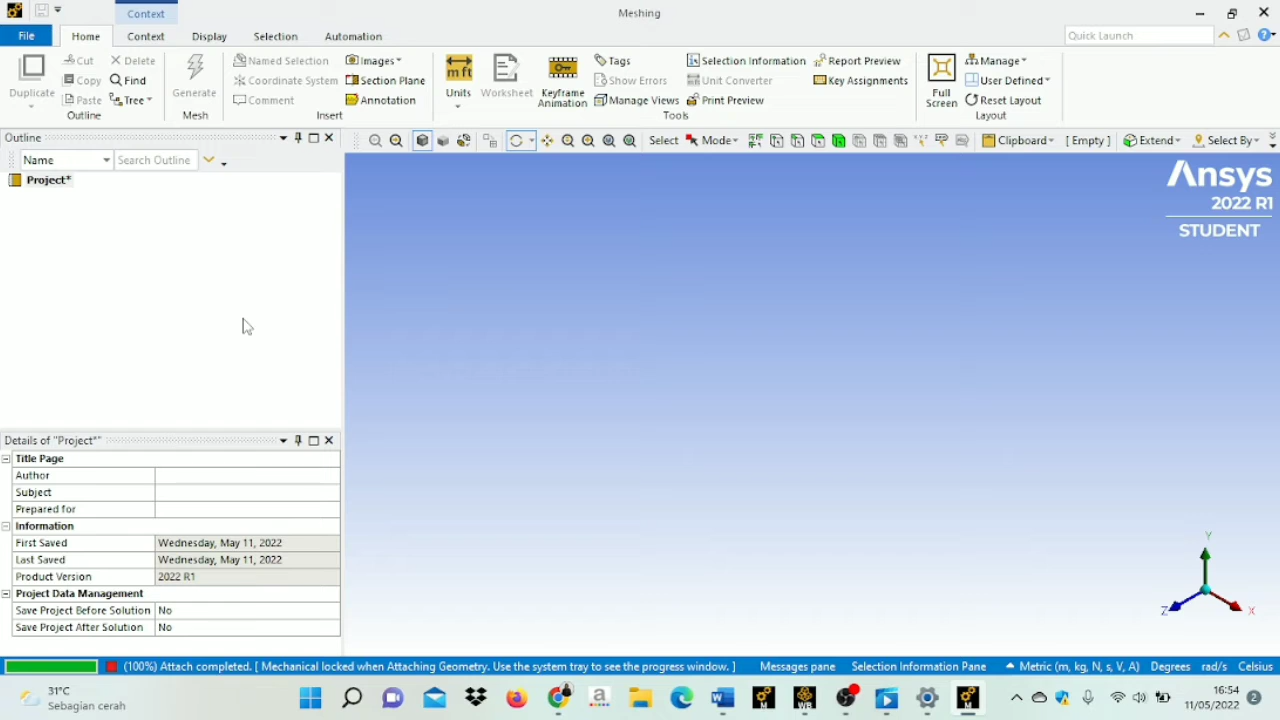 Context
Meshing
File
Home
Context
Display
Selection
Automation
Quick Launch
Duplicate
Cut
Delete
Copy
Find
Paste
Tree
Outline
Generate
Mesh
Named Selection
Coordinate System
Comment
Images
Section Plane
Annotation
Insert
m ft
Units
Worksheet
Keyframe
Animation
Tags
Show Errors
Manage Views
Selection Information
Unit Converter
Print Preview
Report Preview
Key Assignments
Tools
Full
Screen
Manage
User Defined
Reset Layout
Layout
Outline
Select
Mode
Clipboard
[ Empty ]
Extend
Select By
Name
Search Outline
Project*
Ansys
2022 R1
STUDENT
Details of "Project*"
Title Page
Author
Subject
Prepared for
Information
First Saved Wednesday, May 11, 2022
Last Saved Wednesday, May 11, 2022
Product Version 2022 R1
Project Data Management
Save Project Before Solution No
Save Project After Solution No
Y
Z
X
(100%) Attach completed. [ Mechanical locked when Attaching Geometry. Use the system tray to see the progress window. ]
Messages pane
Selection Information Pane
Metric (m, kg, N, s, V, A)
Degrees
rad/s
Celsius
31°C
Sebagian cerah
a
W
M
WB
M
16:54
11/05/2022
2